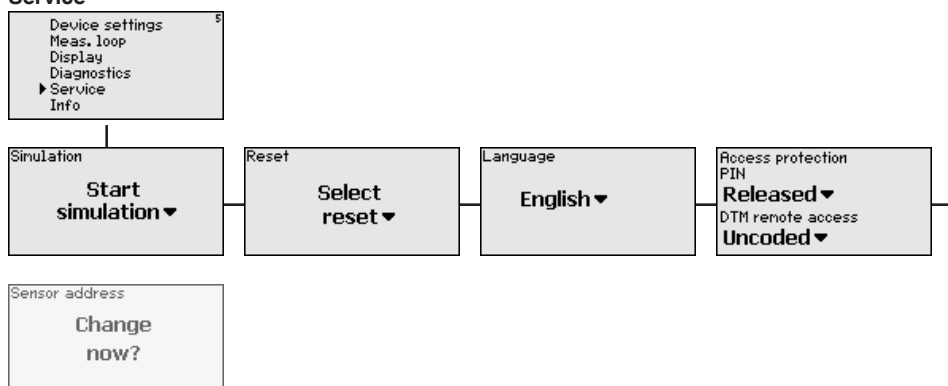 Service
Device settings 5
Meas. loop
Display
Diagnostics
Service
Info
Simulation
Start
simulation
Reset
Select
reset
Language
English
Access protection
PIN
Released
DTM remote access
Uncoded
Sensor address
Change
now?